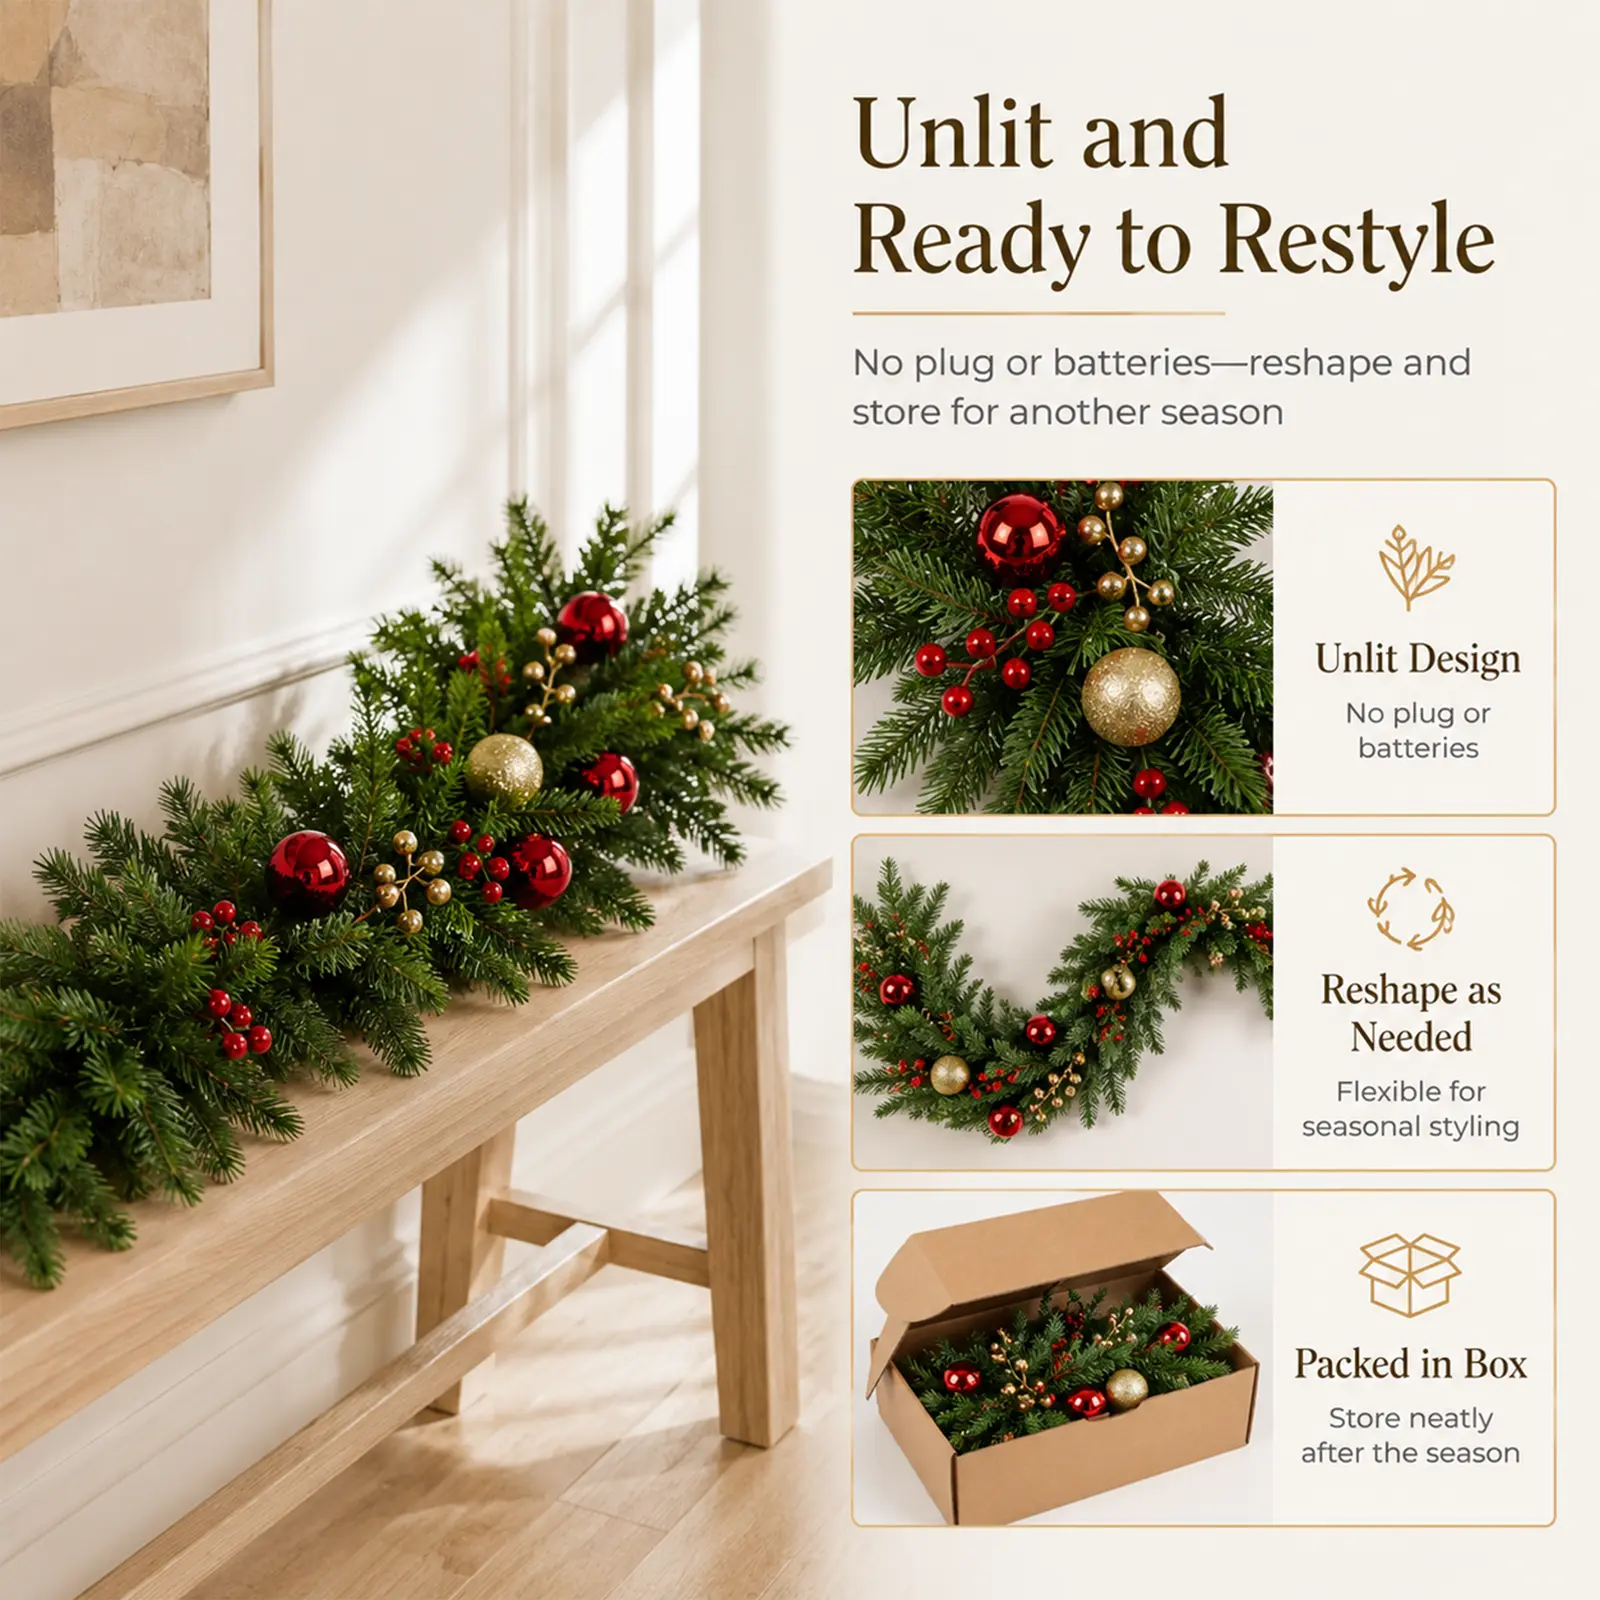 Unlit and
Ready to Restyle
No plug or batteries—reshape and
store for another season
Unlit Design
No plug or
batteries
Reshape as
Needed
Flexible for
seasonal styling
Packed in Box
Store neatly
after the season